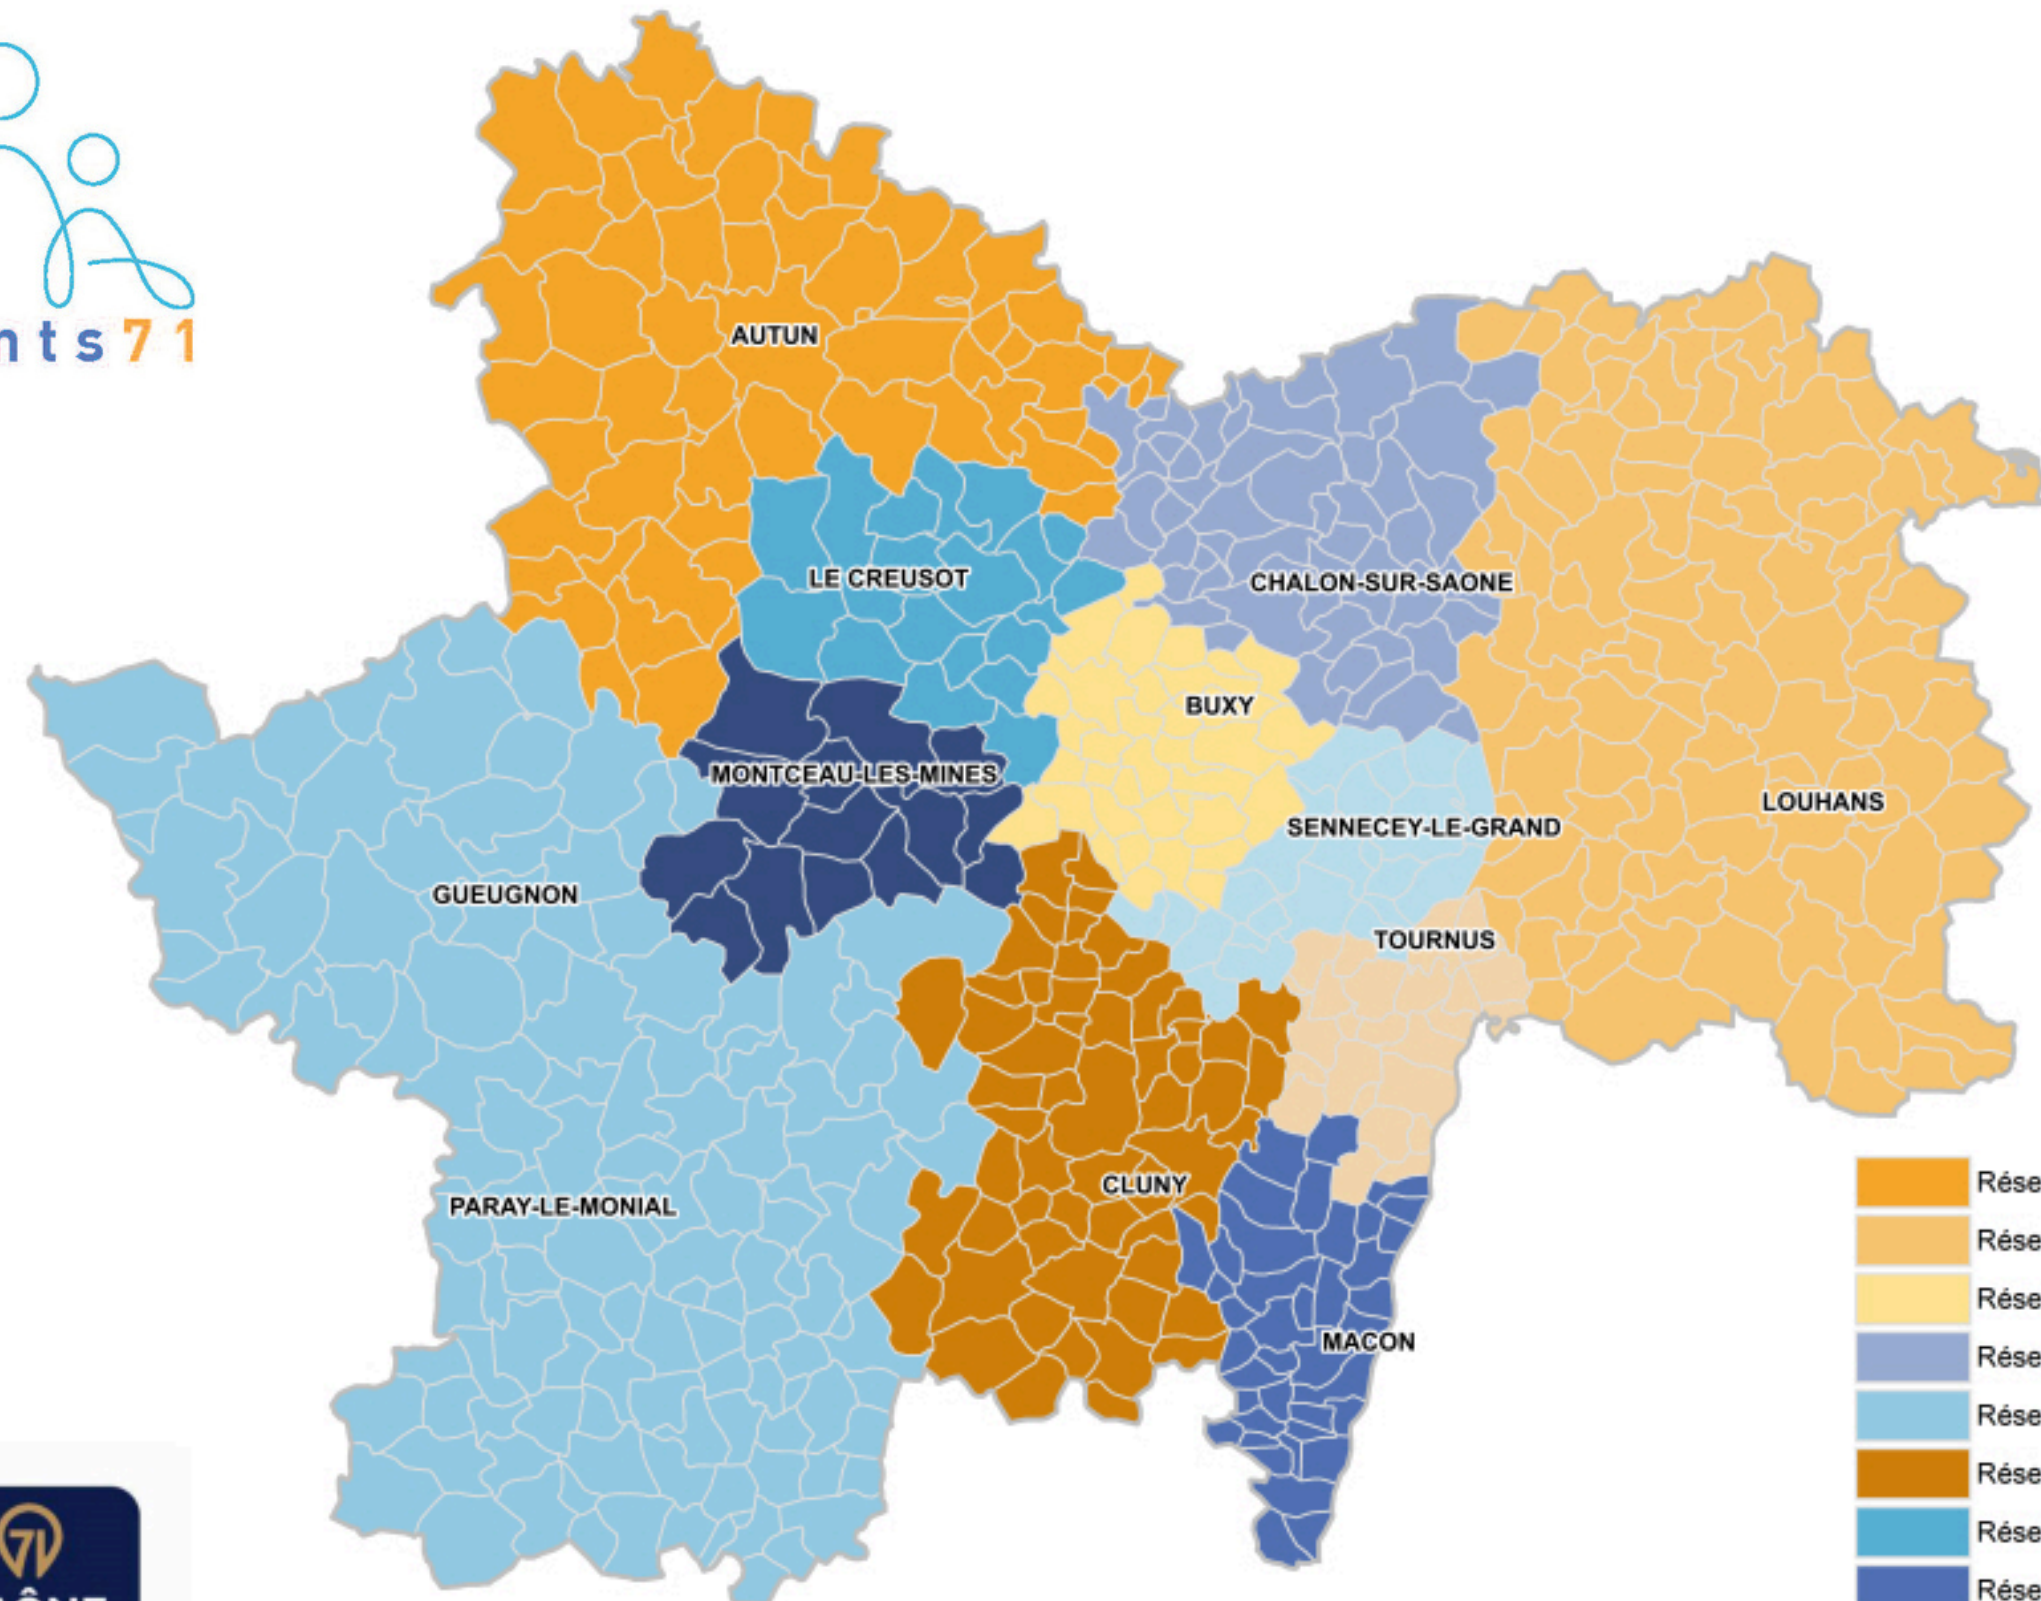 nts71
AUTUN
LE CREUSOT
CHALON-SUR-SAONE
BUXY
MONTCEAU-LES-MINES
LOUHANS
SENNECEY-LE-GRAND
GUEUGNON
TOURNUS
CLUNY
PARAY-LE-MONIAL
MACON
Rése
Rése
Rése
Rése
Rése
Rése
Rése
Rése
71